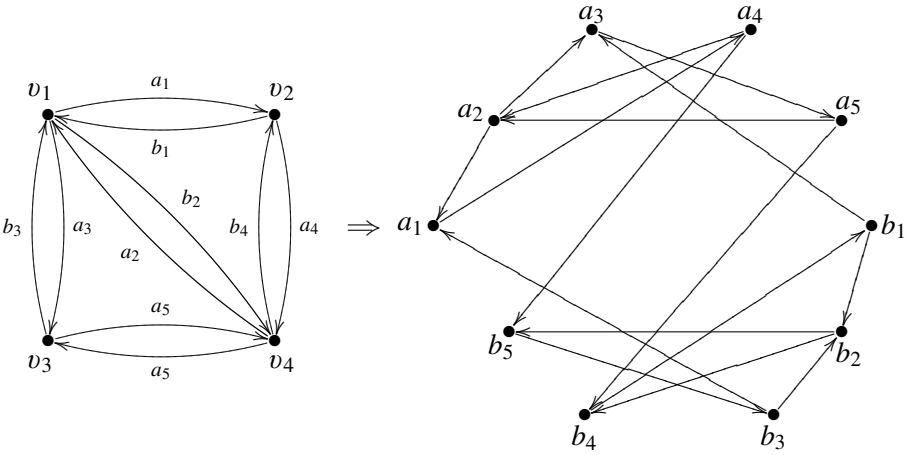 a₃ a₄
v₁ a₁ v₂ a₂ a₅
b₁
b₂
b₃ a₃ b₄ a₄ ⇒ a₁ b₁
a₂
a₅ b₅ b₂
v₃ a₅ v₄
b₄ b₃